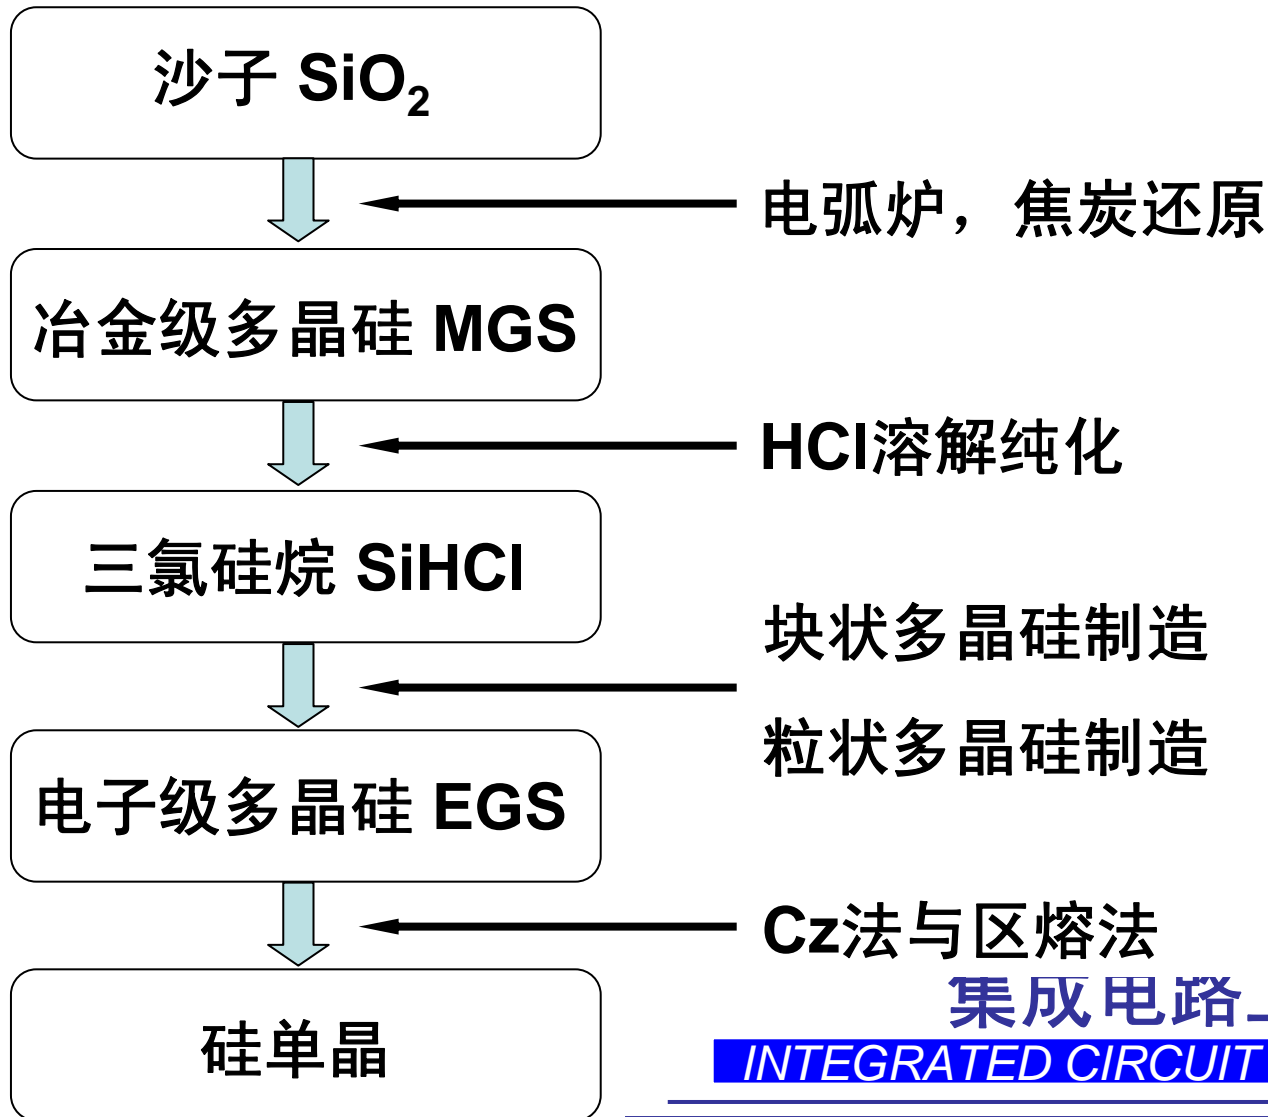 沙子 SiO₂
电弧炉，焦炭还原
冶金级多晶硅 MGS
HCl溶解纯化
三氯硅烷 SiHCl
块状多晶硅制造
粒状多晶硅制造
电子级多晶硅 EGS
Cz法与区熔法
硅单晶
集成电路
INTEGRATED CIRCUIT